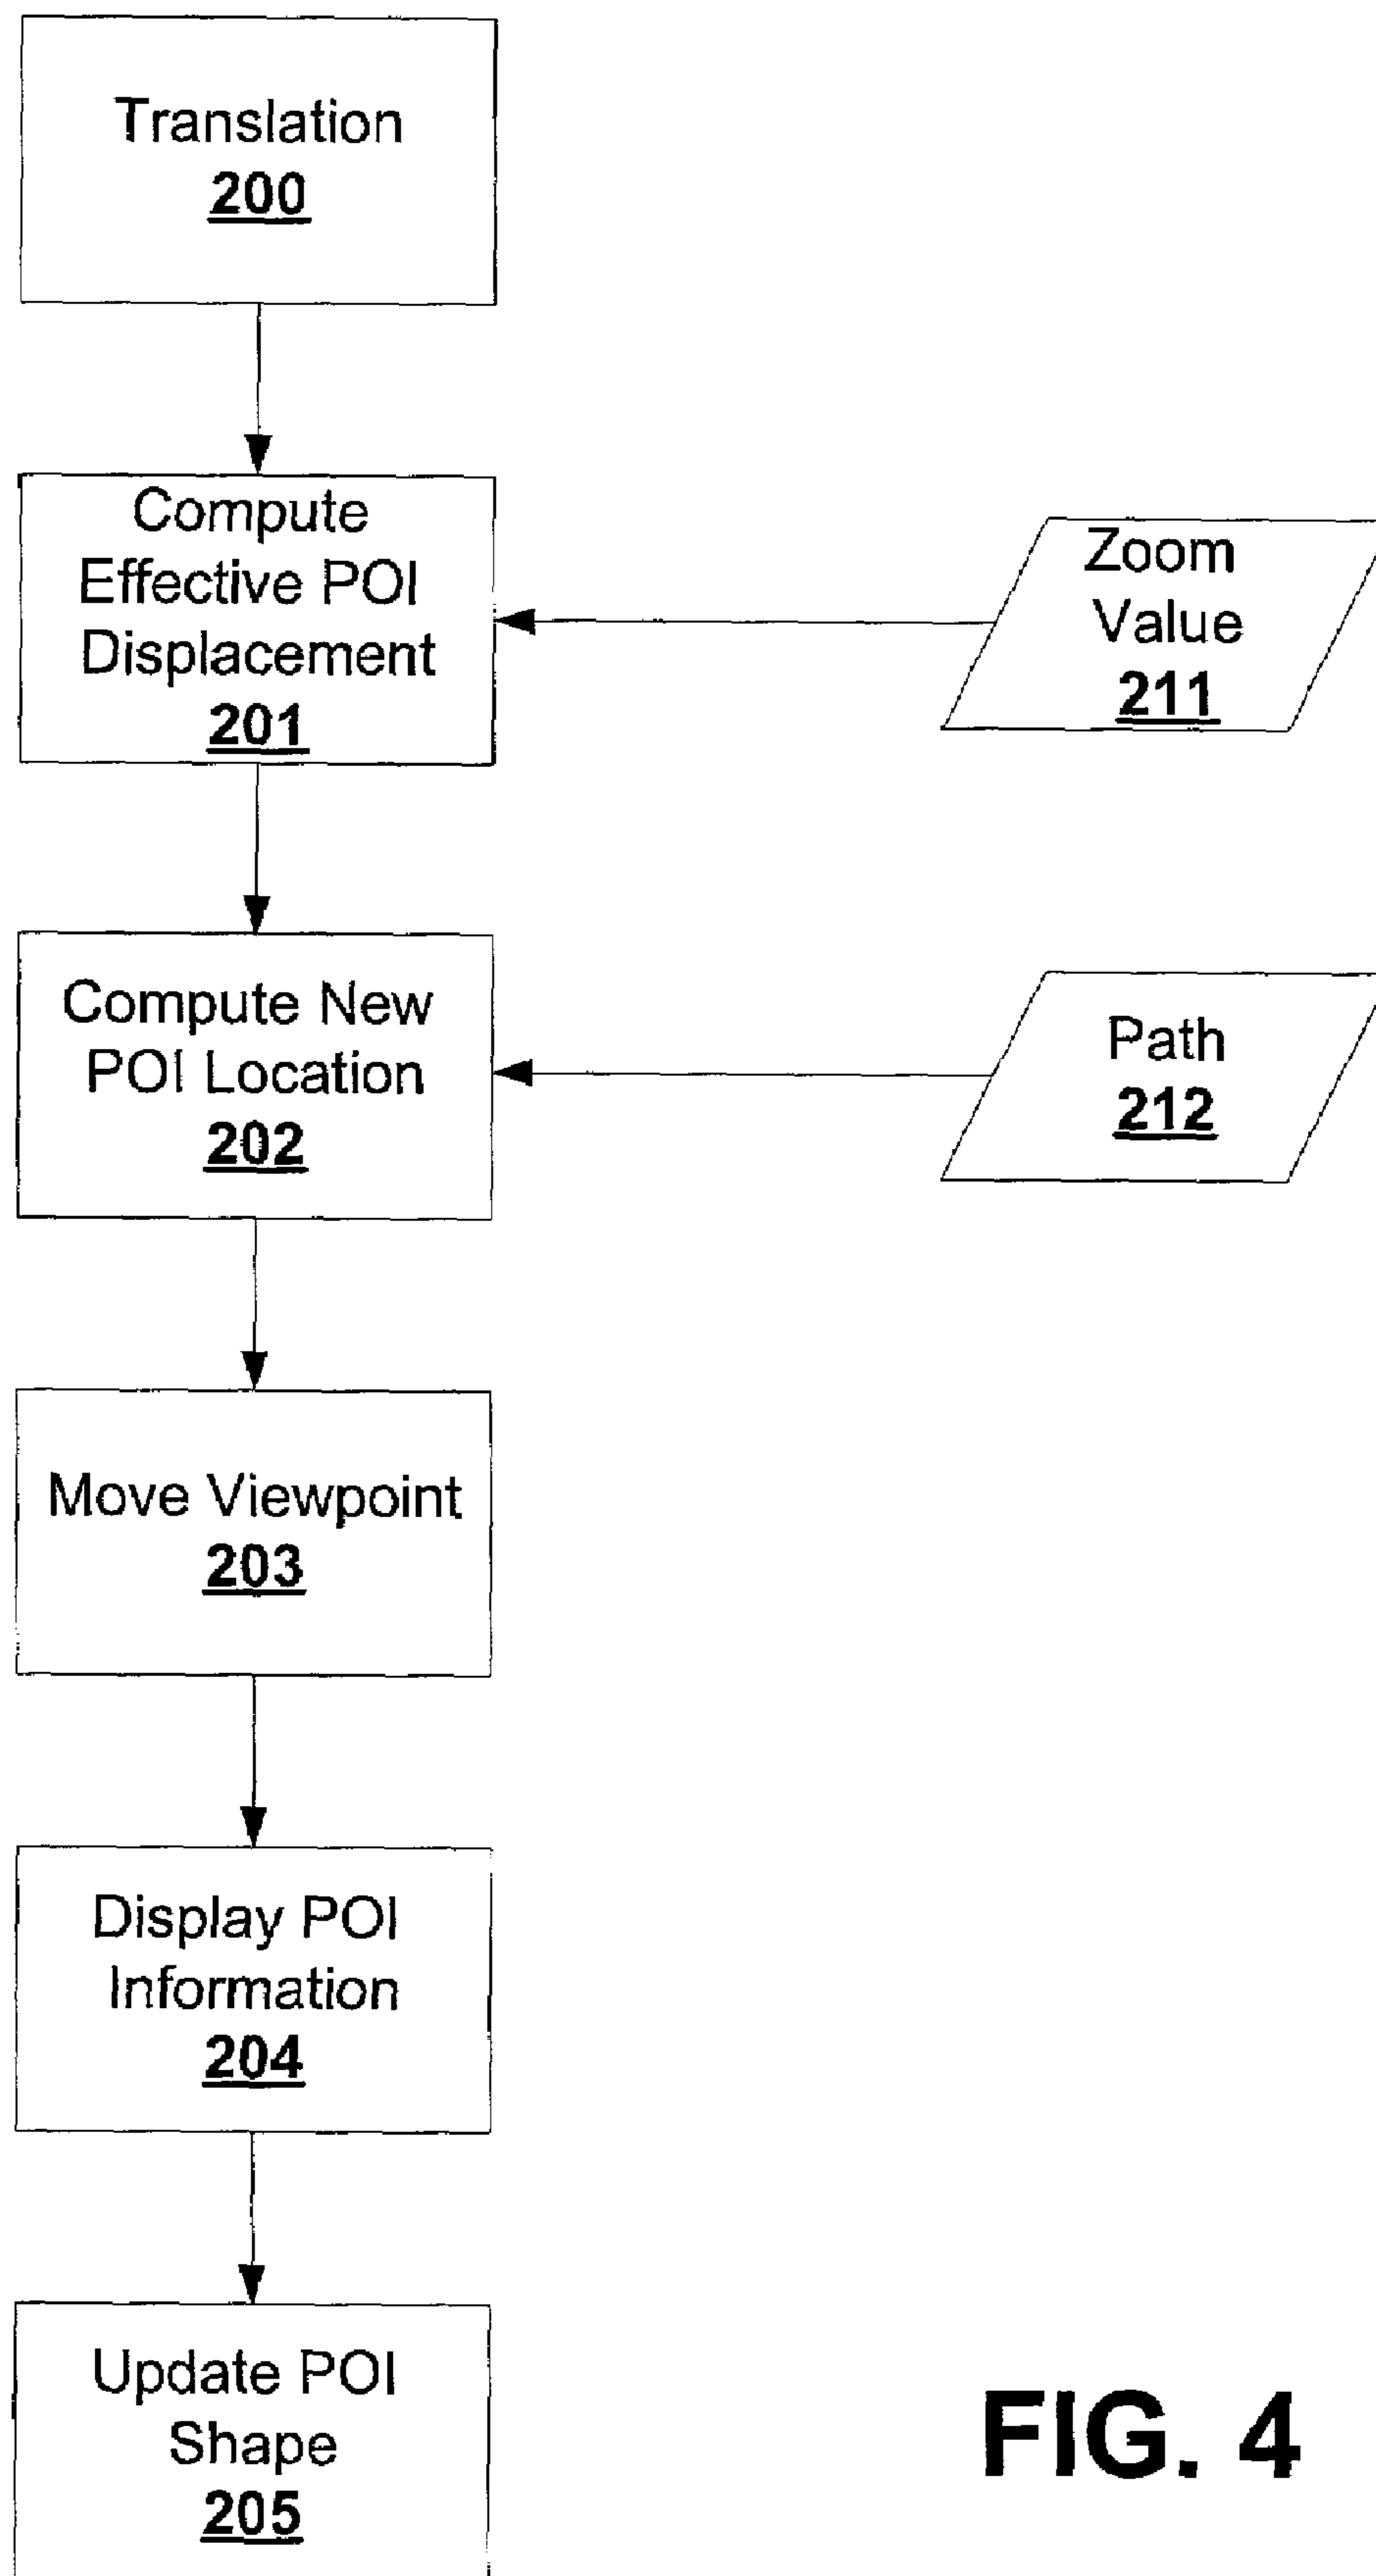 Translation
200
Compute
Effective POI
Displacement
201
Zoom
Value
211
Compute New
POI Location
202
Path
212
Move Viewpoint
203
Display POI
Information
204
Update POI
Shape
205
FIG. 4